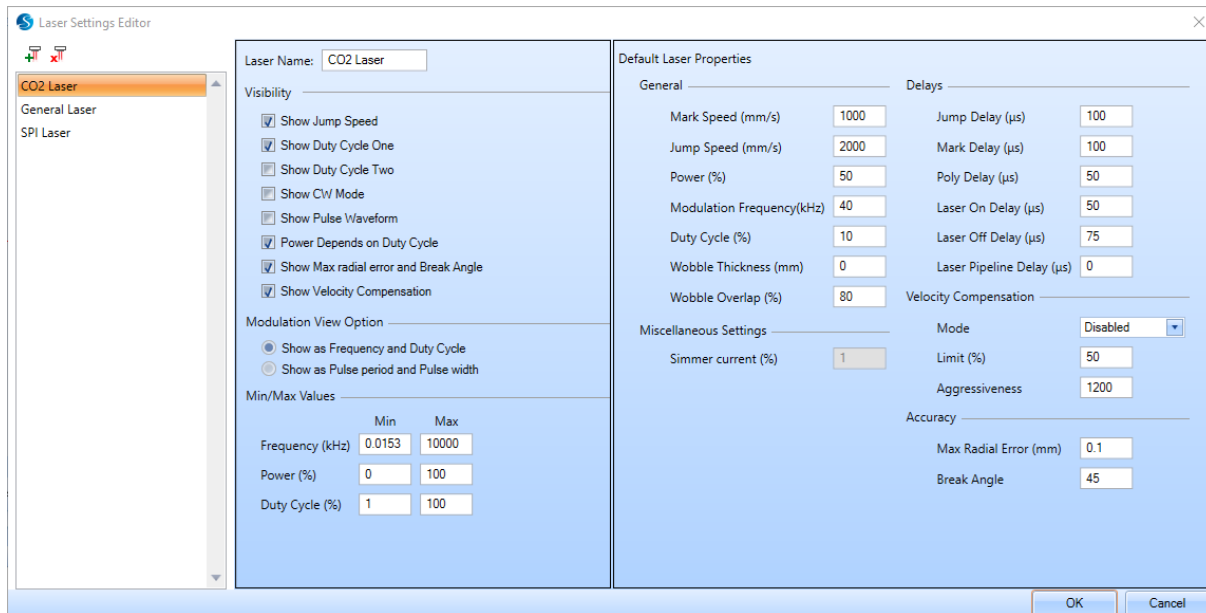 Laser Settings Editor
CO2 Laser
General Laser
SPI Laser
Laser Name: CO2 Laser
Visibility
Show Jump Speed
Show Duty Cycle One
Show Duty Cycle Two
Show CW Mode
Show Pulse Waveform
Power Depends on Duty Cycle
Show Max radial error and Break Angle
Show Velocity Compensation
Modulation View Option
Show as Frequency and Duty Cycle
Show as Pulse period and Pulse width
Min/Max Values
Min Max
Frequency (kHz) 0.0153 10000
Power (%) 0 100
Duty Cycle (%) 1 100
Default Laser Properties
General
Mark Speed (mm/s) 1000
Jump Speed (mm/s) 2000
Power (%) 50
Modulation Frequency(kHz) 40
Duty Cycle (%) 10
Wobble Thickness (mm) 0
Wobble Overlap (%) 80
Miscellaneous Settings
Simmer current (%) 1
Delays
Jump Delay (µs) 100
Mark Delay (µs) 100
Poly Delay (µs) 50
Laser On Delay (µs) 50
Laser Off Delay (µs) 75
Laser Pipeline Delay (µs) 0
Velocity Compensation
Mode Disabled
Limit (%) 50
Aggressiveness 1200
Accuracy
Max Radial Error (mm) 0.1
Break Angle 45
OK Cancel